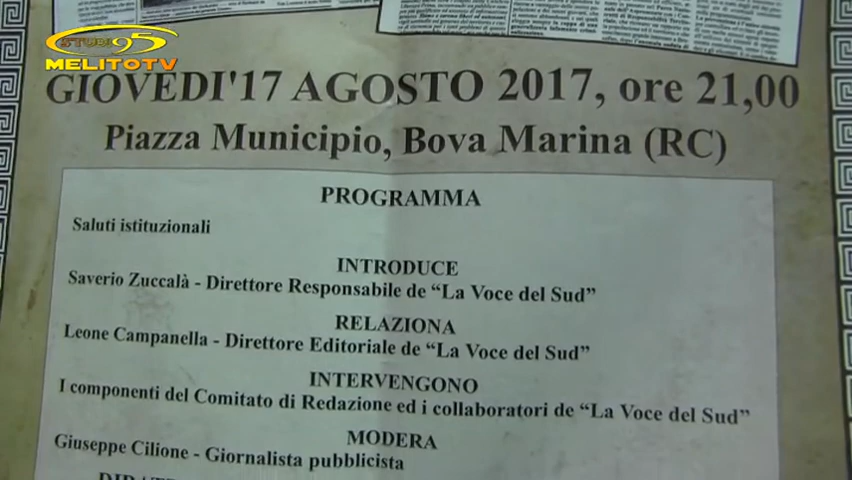 STUDIO 95
MELITOTV
GIOVEDI'17 AGOSTO 2017, ore 21,00
Piazza Municipio, Bova Marina (RC)
PROGRAMMA
Saluti istituzionali
INTRODUCE
Saverio Zuccalà - Direttore Responsabile de “La Voce del Sud”
RELAZIONA
Leone Campanella - Direttore Editoriale de “La Voce del Sud”
INTERVENGONO
I componenti del Comitato di Redazione ed i collaboratori de “La Voce del Sud”
MODERA
Giuseppe Cilione - Giornalista pubblicista